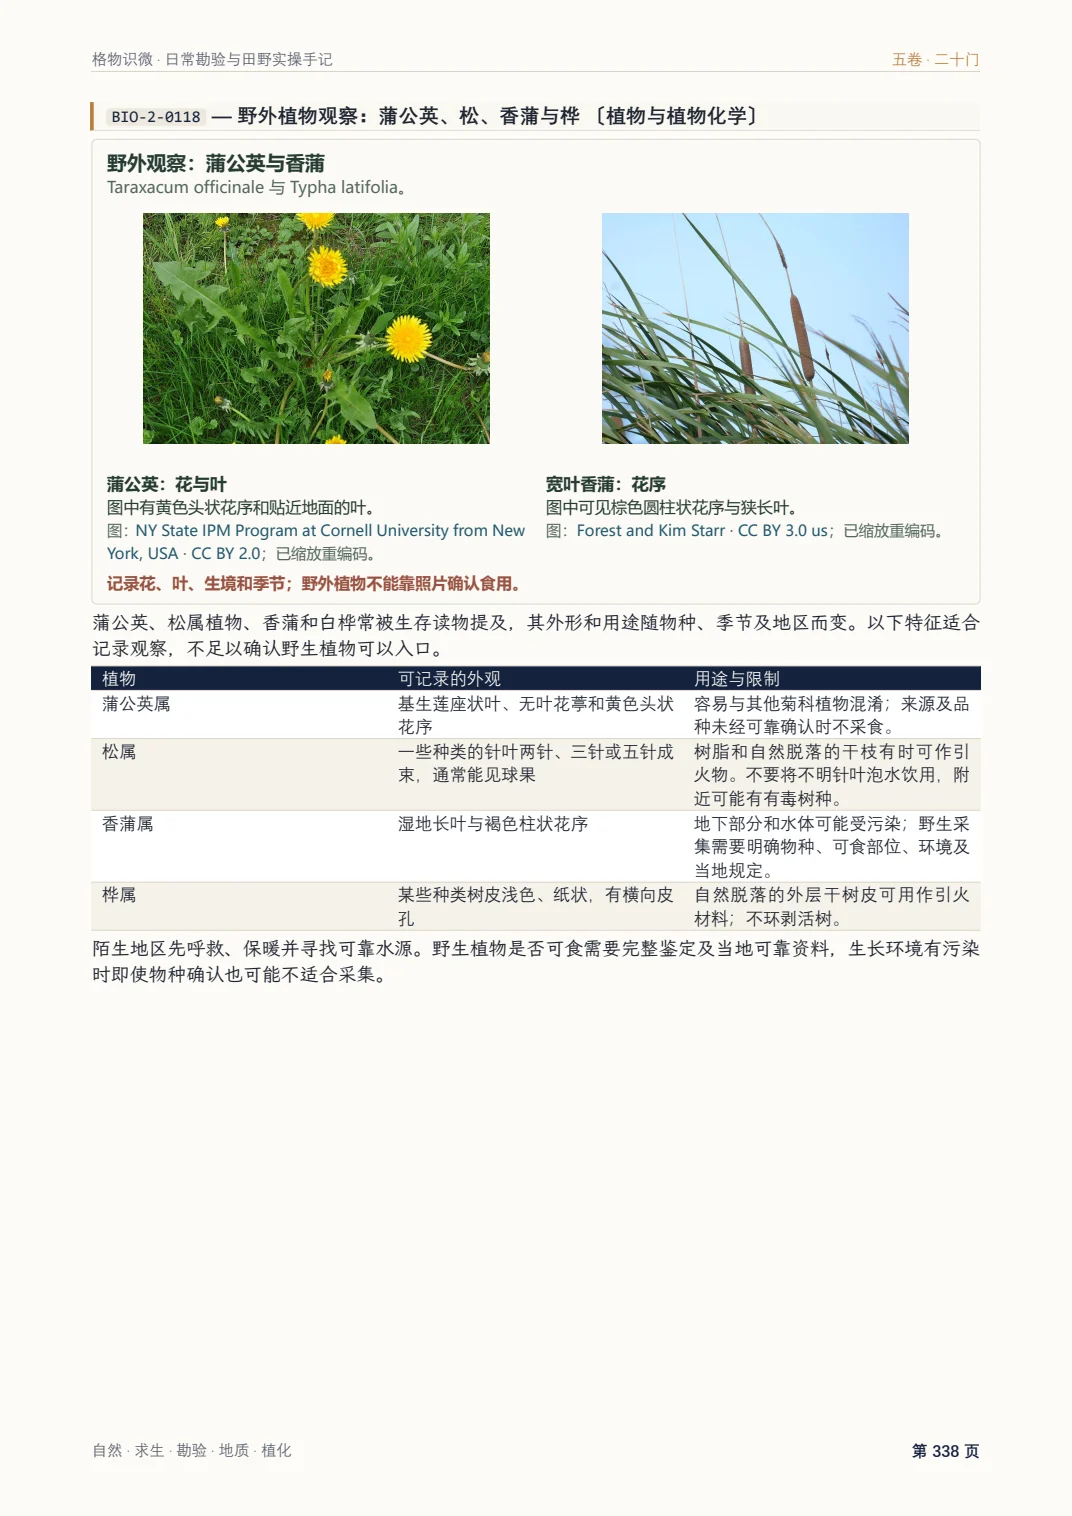 格物识微 · 日常勘验与田野实操手记
五卷 · 二十门
BIO-2-0118 — 野外植物观察：蒲公英、松、香蒲与桦 〔植物与植物化学〕
野外观察：蒲公英与香蒲
Taraxacum officinale 与 Typha latifolia。
蒲公英：花与叶
图中有黄色头状花序和贴近地面的叶。
图：NY State IPM Program at Cornell University from New
York, USA · CC BY 2.0；已缩放重编码。
宽叶香蒲：花序
图中可见棕色圆柱状花序与狭长叶。
图：Forest and Kim Starr · CC BY 3.0 us；已缩放重编码。
记录花、叶、生境和季节；野外植物不能靠照片确认食用。
蒲公英、松属植物、香蒲和白桦常被生存读物提及，其外形和用途随物种、季节及地区而变。以下特征适合
记录观察，不足以确认野生植物可以入口。
植物 可记录的外观 用途与限制
蒲公英属
基生莲座状叶、无叶花葶和黄色头状
花序
容易与其他菊科植物混淆；来源及品
种未经可靠确认时不采食。
松属
一些种类的针叶两针、三针或五针成
束，通常能见球果
树脂和自然脱落的干枝有时可作引
火物。不要将不明针叶泡水饮用，附
近可能有有毒树种。
香蒲属
湿地长叶与褐色柱状花序
地下部分和水体可能受污染；野生采
集需要明确物种、可食部位、环境及
当地规定。
桦属
某些种类树皮浅色、纸状，有横向皮
孔
自然脱落的外层干树皮可用作引火
材料；不环剥活树。
陌生地区先呼救、保暖并寻找可靠水源。野生植物是否可食需要完整鉴定及当地可靠资料，生长环境有污染
时即使物种确认也可能不适合采集。
自然 · 求生 · 勘验 · 地质 · 植化
第 338 页